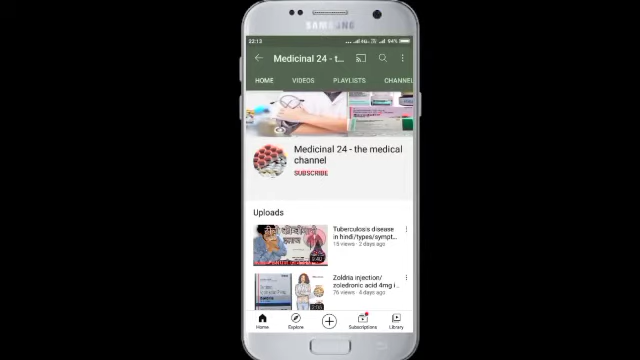 SAMSUNG
22:13
94%
Medicinal 24 - t...
HOME VIDEOS PLAYLISTS CHANNEL
Medicinal 24 - the medical
channel
SUBSCRIBE
Uploads
Tuberculosis disease
in hindi/types/sympt...
15 views · 2 days ago
2:40
Zoldria injection/
zoledronic acid 4mg i...
76 views · 4 days ago
Home Explore Subscriptions Library